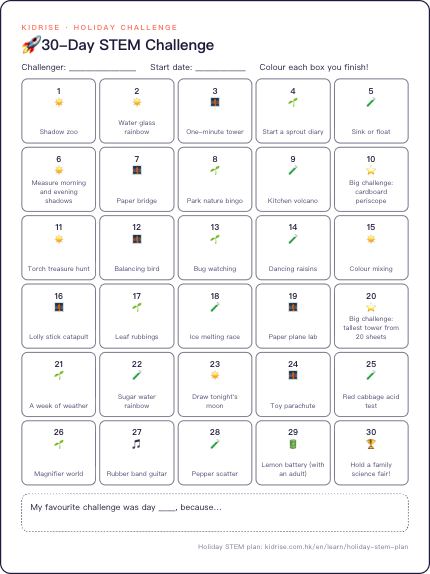 KIDRISE · HOLIDAY CHALLENGE
30-Day STEM Challenge
Challenger: ________________ Start date: ____________ Colour each box you finish!
1
Shadow zoo
2
Water glass
rainbow
3
One-minute tower
4
Start a sprout diary
5
Sink or float
6
Measure morning
and evening
shadows
7
Paper bridge
8
Park nature bingo
9
Kitchen volcano
10
Big challenge:
cardboard
periscope
11
Torch treasure hunt
12
Balancing bird
13
Bug watching
14
Dancing raisins
15
Colour mixing
16
Lolly stick catapult
17
Leaf rubbings
18
Ice melting race
19
Paper plane lab
20
Big challenge:
tallest tower from
20 sheets
21
A week of weather
22
Sugar water
rainbow
23
Draw tonight's
moon
24
Toy parachute
25
Red cabbage acid
test
26
Magnifier world
27
Rubber band guitar
28
Pepper scatter
29
Lemon battery (with
an adult)
30
Hold a family
science fair!
My favourite challenge was day ____, because...
Holiday STEM plan: kidrise.com.hk/en/learn/holiday-stem-plan